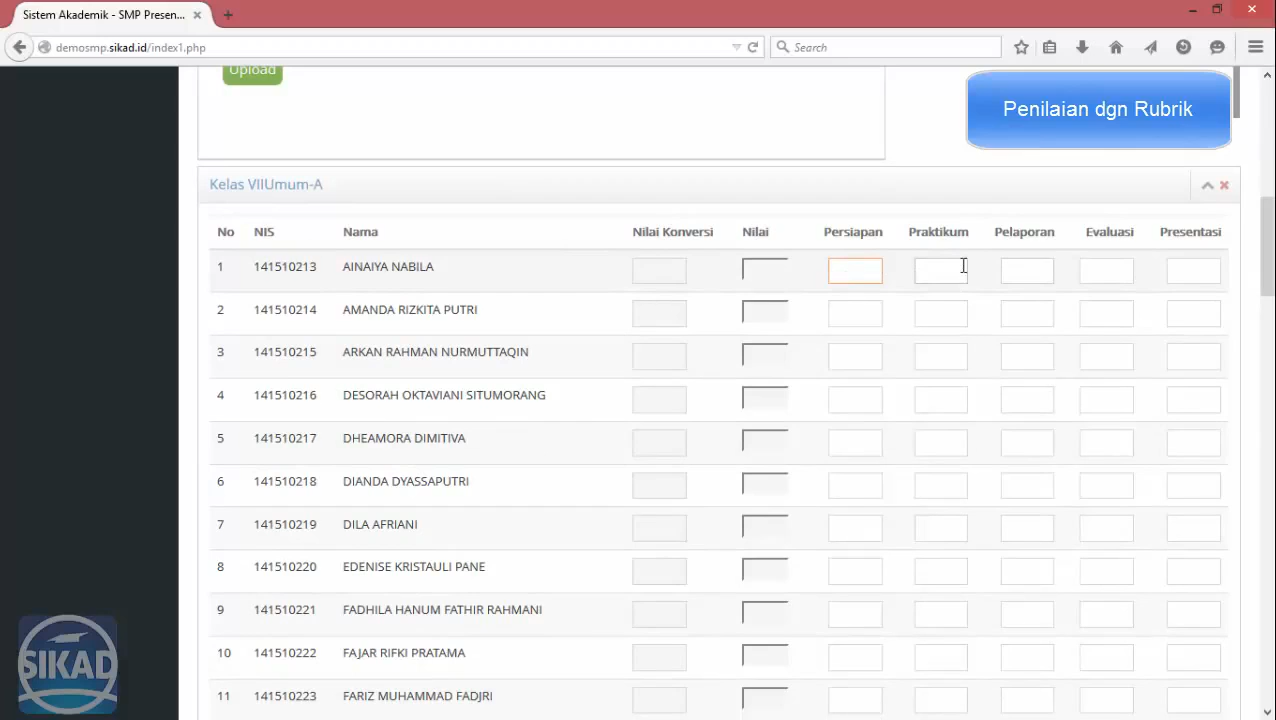 Sistem Akademik - SMP Presen...
demosmp.sikad.id/index1.php
Search
Upload
Penilaian dgn Rubrik
Kelas VIIUmum-A
No NIS Nama Nilai Konversi Nilai Persiapan Praktikum Pelaporan Evaluasi Presentasi
1 141510213 AINAIYA NABILA
2 141510214 AMANDA RIZKITA PUTRI
3 141510215 ARKAN RAHMAN NURMUTTAQIN
4 141510216 DESORAH OKTAVIANI SITUMORANG
5 141510217 DHEAMORA DIMITIVA
6 141510218 DIANDA DYASSAPUTRI
7 141510219 DILA AFRIANI
8 141510220 EDENISE KRISTAULI PANE
9 141510221 FADHILA HANUM FATHIR RAHMANI
10 141510222 FAJAR RIFKI PRATAMA
11 141510223 FARIZ MUHAMMAD FADJRI
SIKAD